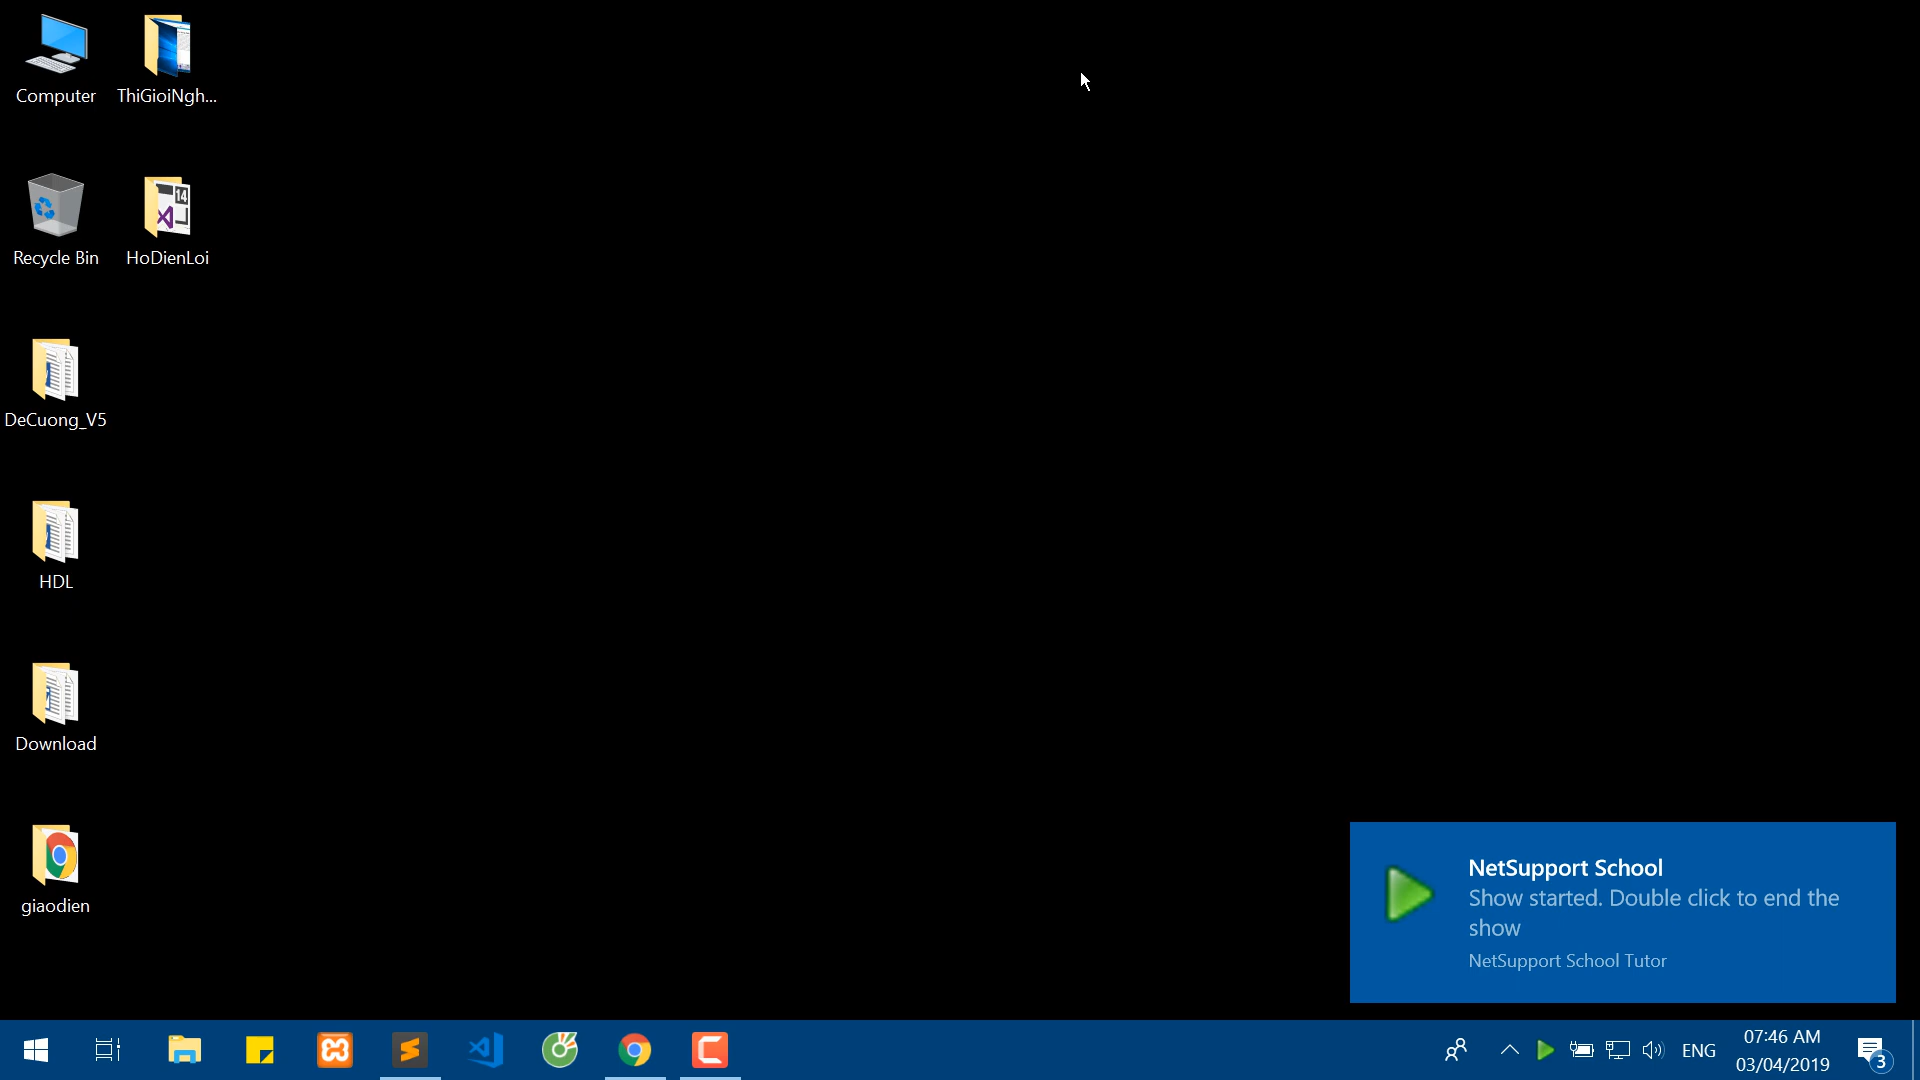 Computer
ThiGioiNgh...
Recycle Bin
HoDienLoi
14
DeCuong_V5
HDL
Download
giaodien
NetSupport School
Show started. Double click to end the
show
NetSupport School Tutor
ENG
07:46 AM
03/04/2019
3